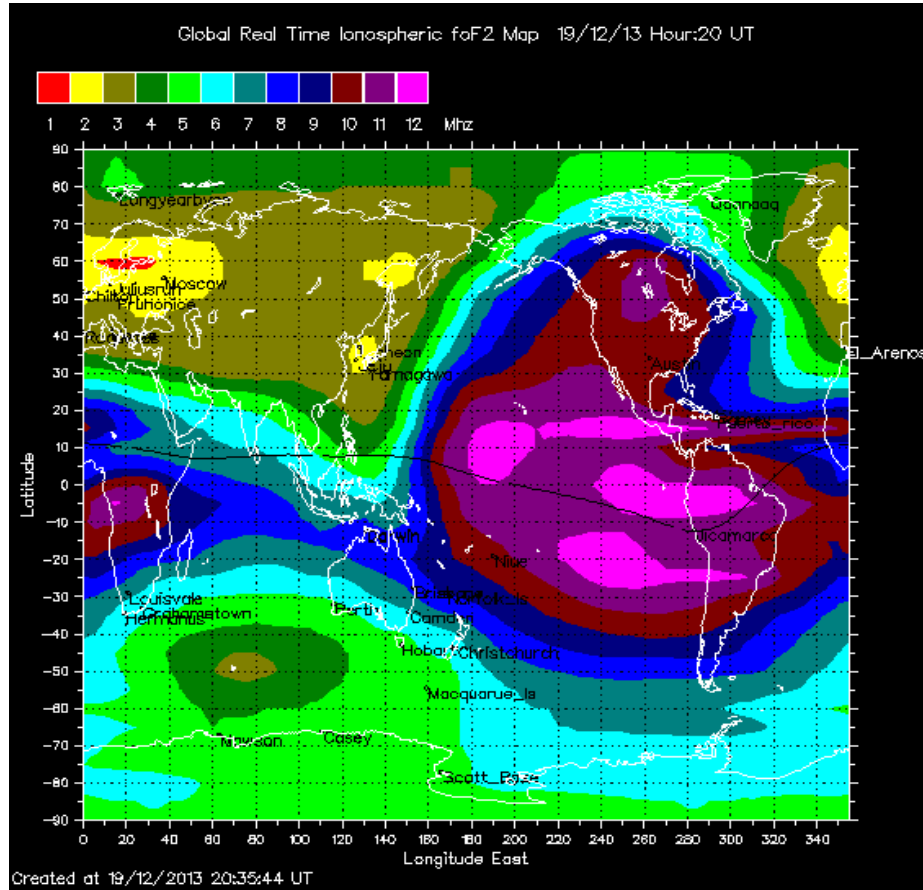 Global Real Time Ionospheric foF2 Map 19/12/13 Hour:20 UT
1 2 3 4 5 6 7 8 9 10 11 12 Mhz
Latitude
90
80
70
60
50
40
30
20
10
0
-10
-20
-30
-40
-50
-60
-70
-80
-90
Longyearbyen
Qaanaaq
Moscow
Juliusruh
Chilton
Pruhonice
El_Arenos
Austin
Darwin
Jicamarca
Niue
Louisvale
Grahamstown
Hermanus
Perth
Brisbane
Norfolk_Is
Camden
Hobart
Christchurch
Macquarue_Is
Mawson
Casey
Scott_Base
0 20 40 60 80 100 120 140 160 180 200 220 240 260 280 300 320 340
Longitude East
Created at 19/12/2013 20:35:44 UT